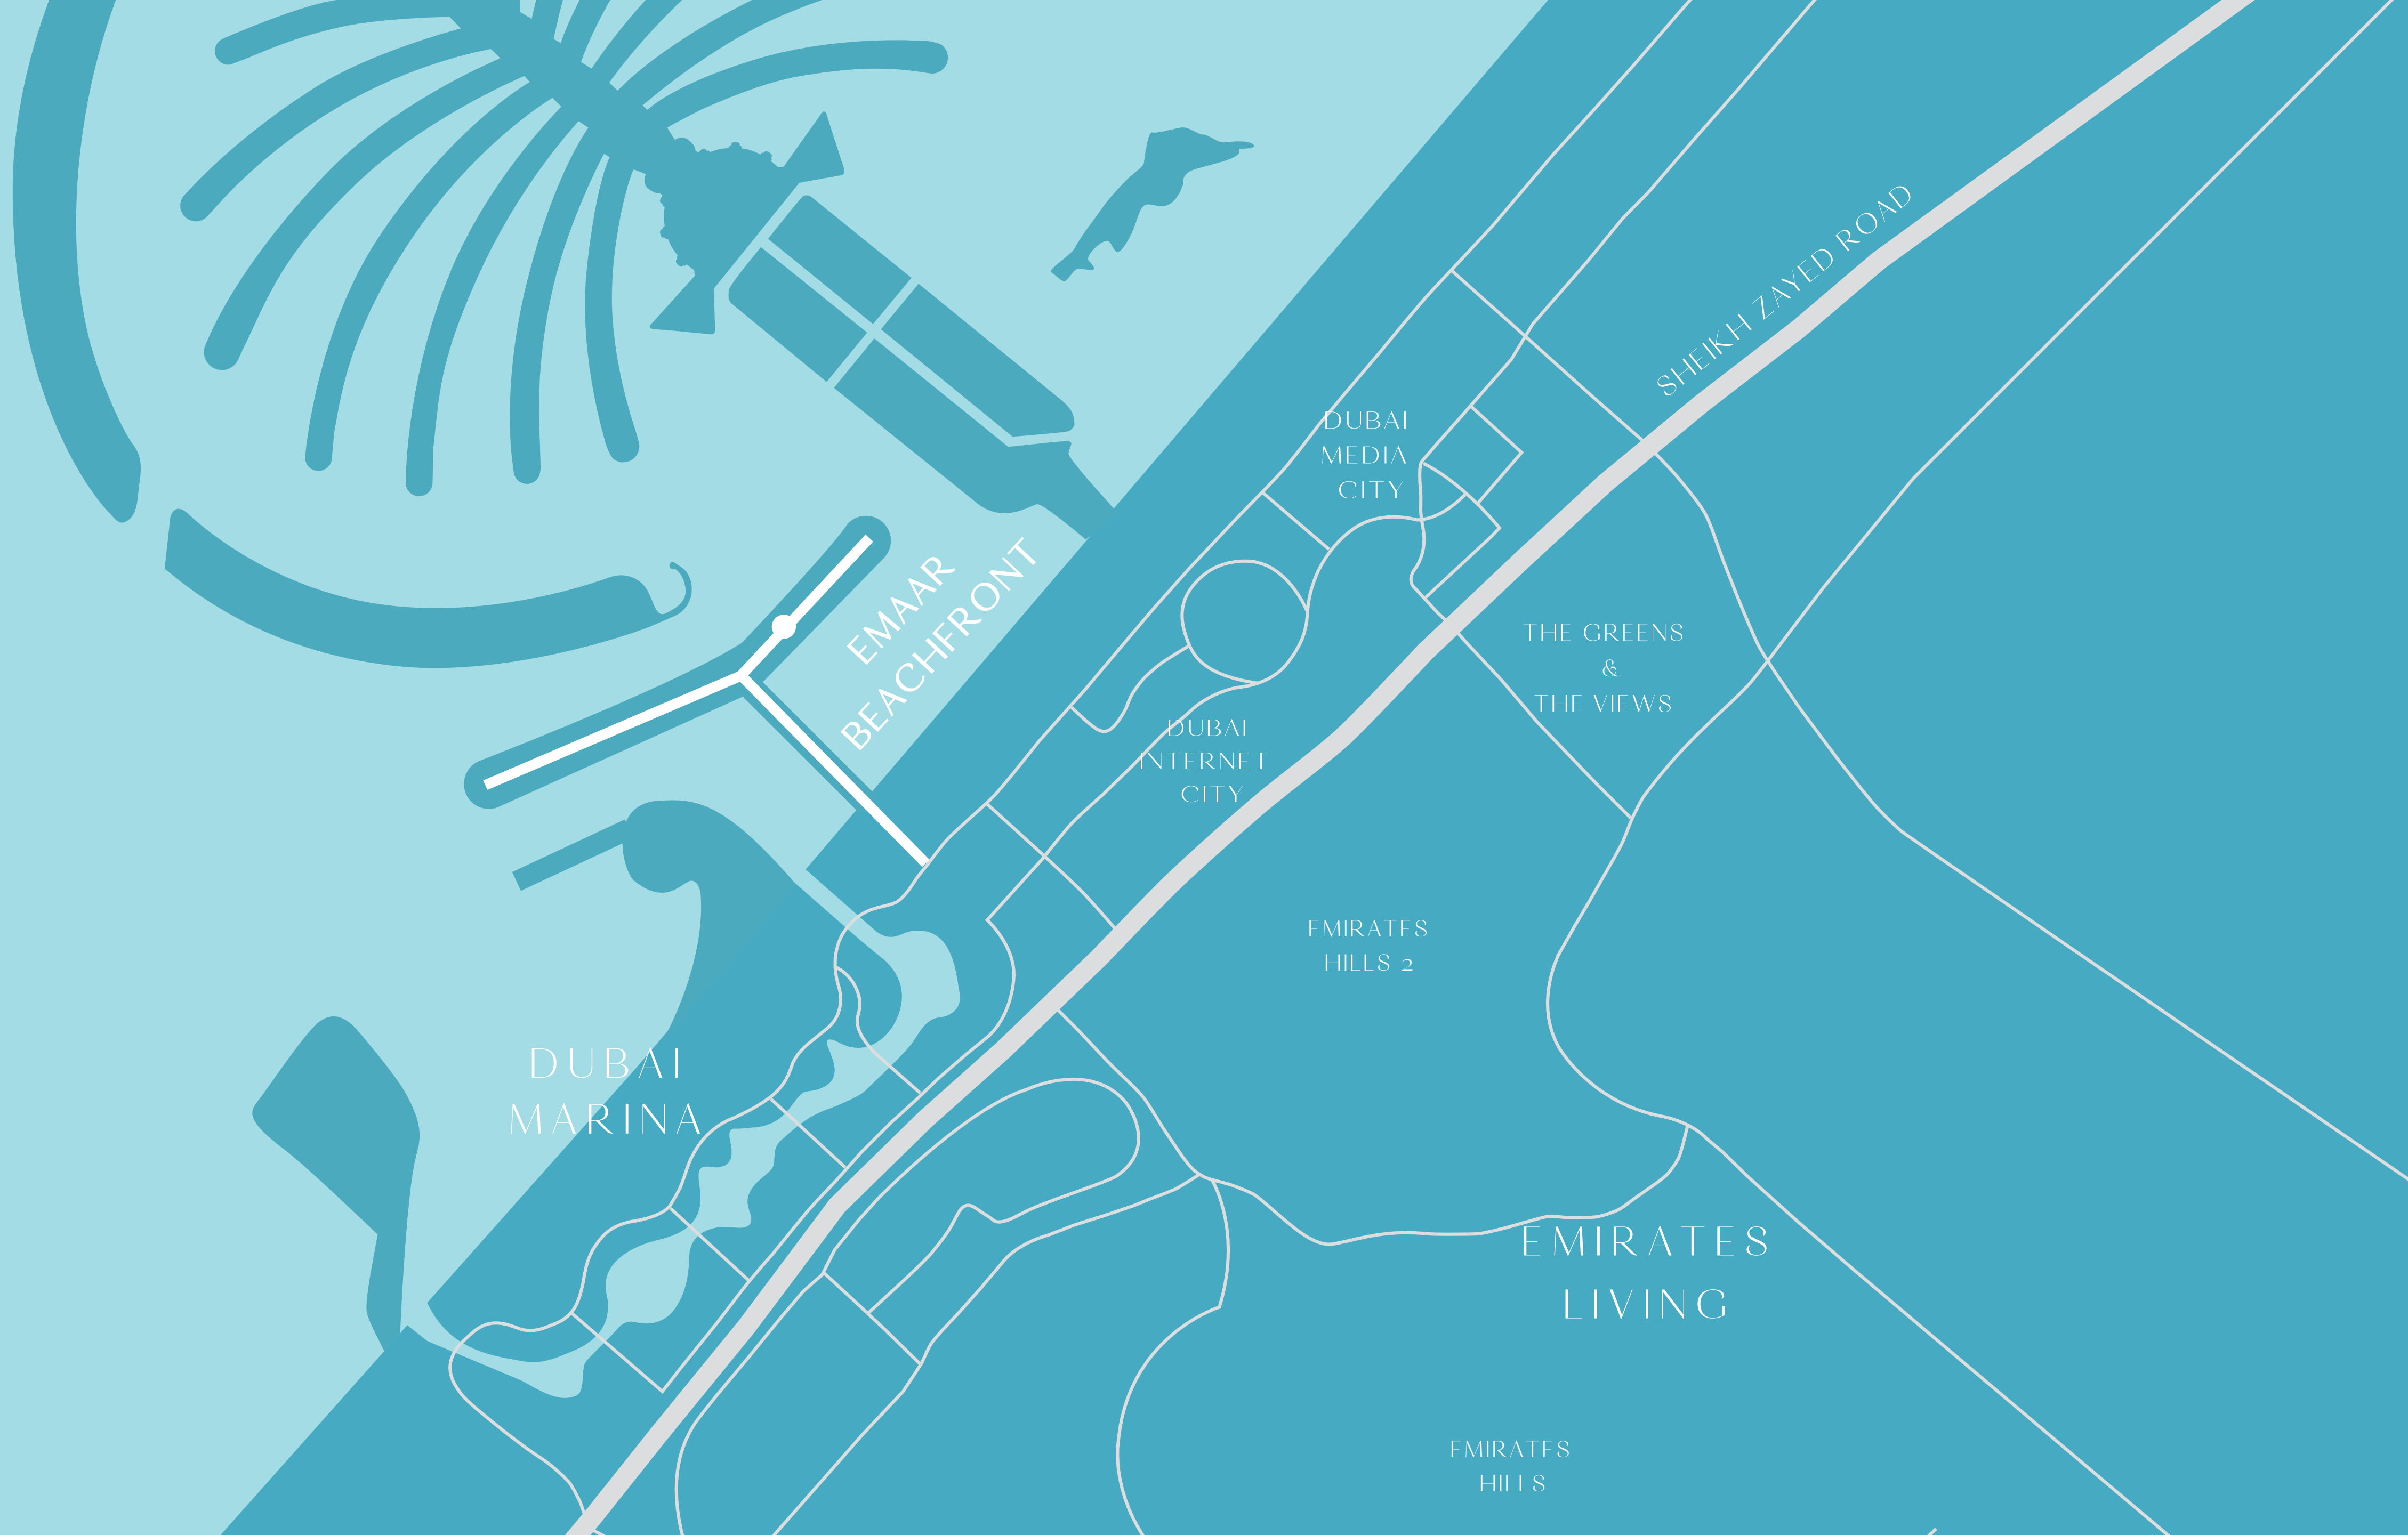 SHEIKH ZAYED ROAD
DUBAI
MEDIA
CITY
EMAAR
BEACHFRONT
THE GREENS
&
THE VIEWS
DUBAI
INTERNET
CITY
EMIRATES
HILLS 2
DUBAI
MARINA
EMIRATES
LIVING
EMIRATES
HILLS